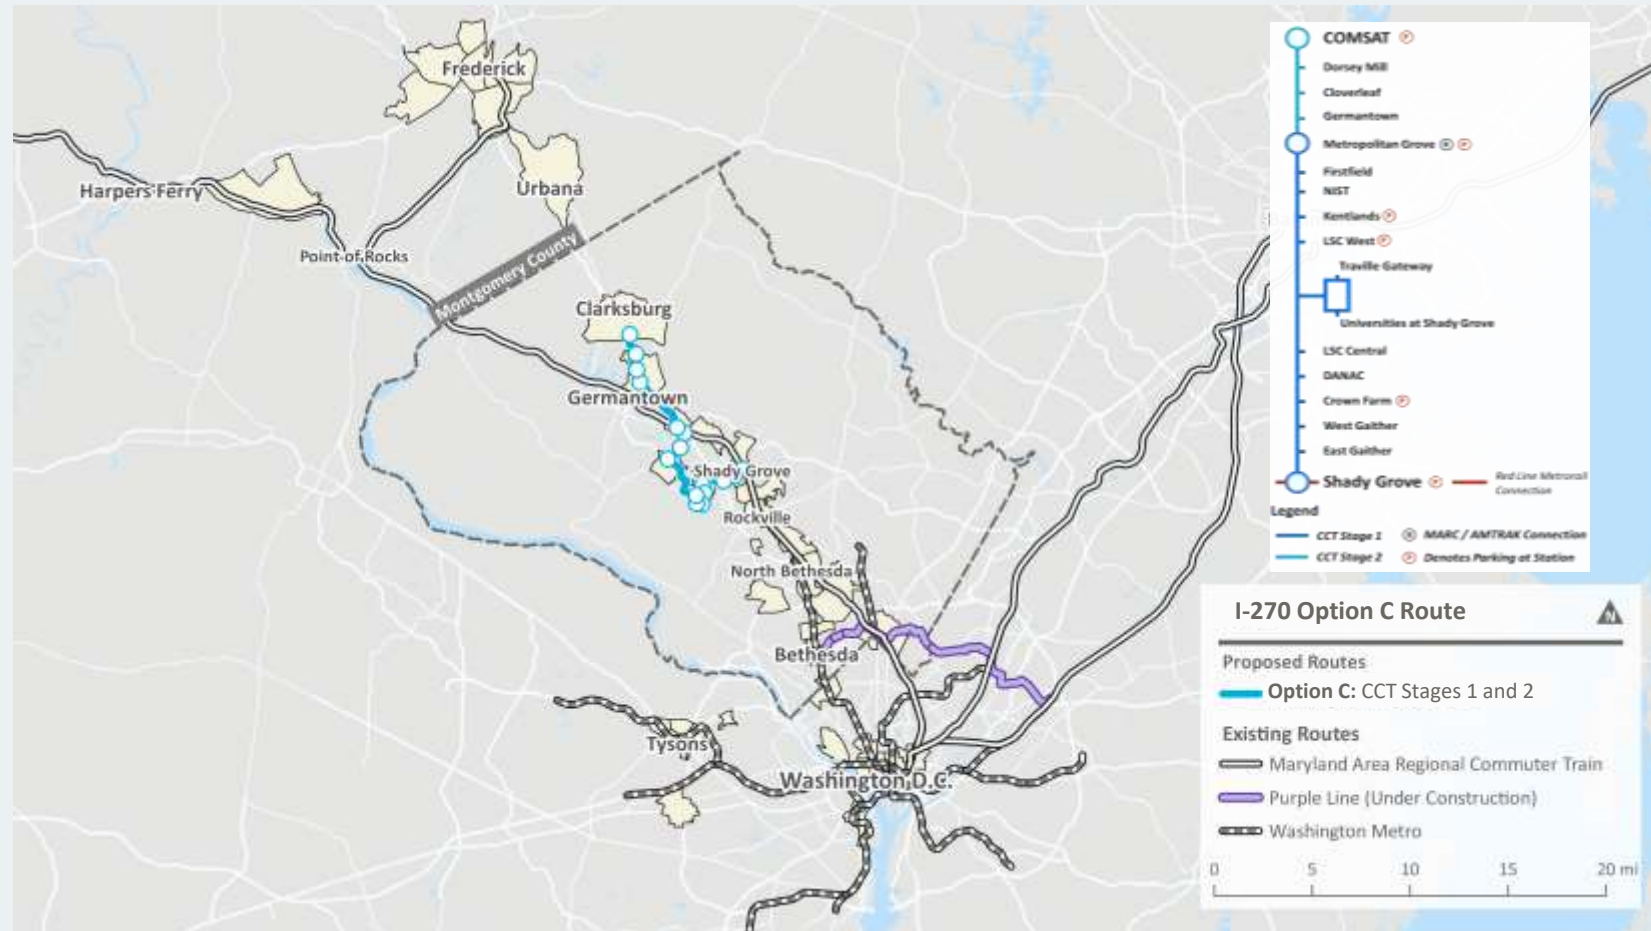 Frederick
Harpers Ferry
Urbana
Point of Rocks
Montgomery County
Clarksburg
Germantown
Shady Grove
Rockville
North Bethesda
Bethesda
Tysons
Washington D.C.
COMSAT P
Dorsey Mill
Cloverleaf
Germantown
Metropolitan Grove P
Firstfield
NIST
Kentlands P
LSC West P
Traville Gateway
Universities at Shady Grove
LSC Central
DANAC
Crown Farm P
West Gaither
East Gaither
Shady Grove P
Red Line Metrorail
Connection
Legend
CCT Stage 1
MARC / AMTRAK Connection
CCT Stage 2
P Denotes Parking at Station
I-270 Option C Route
N
Proposed Routes
Option C: CCT Stages 1 and 2
Existing Routes
Maryland Area Regional Commuter Train
Purple Line (Under Construction)
Washington Metro
0 5 10 15 20 mi